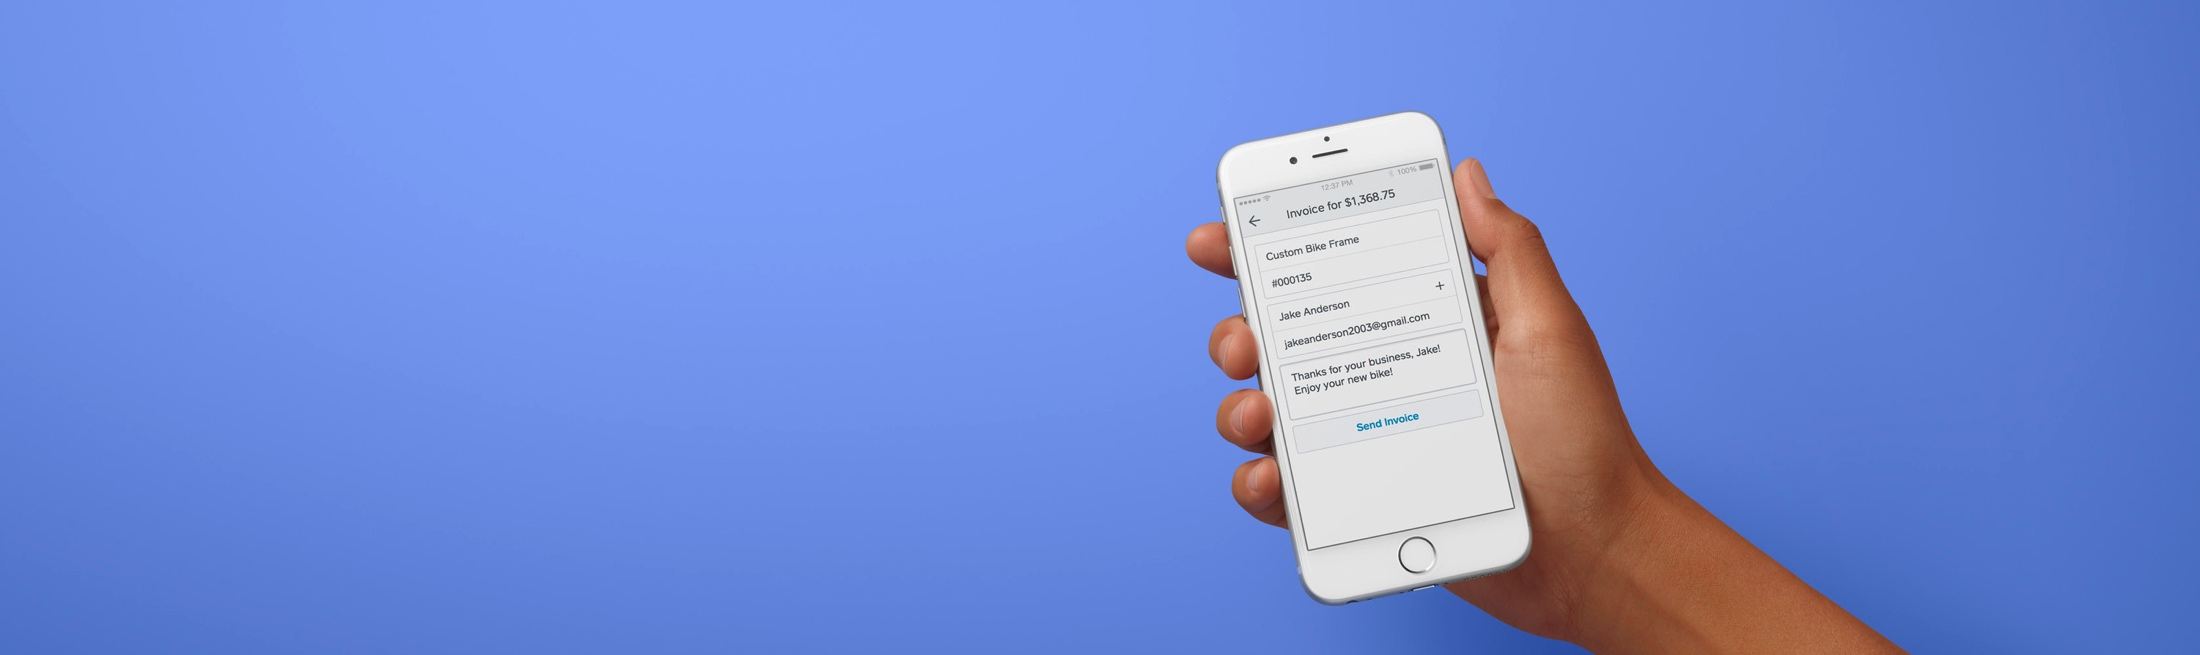 12:37 PM
100%
Invoice for $1,368.75
Custom Bike Frame
#000135
Jake Anderson
+
jakeanderson2003@gmail.com
Thanks for your business, Jake!
Enjoy your new bike!
Send Invoice